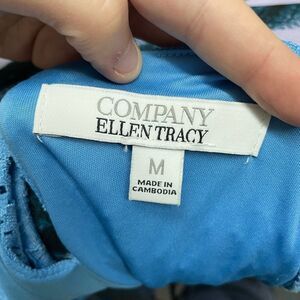 COMPANY
ELLEN TRACY
M
MADE IN
CAMBODIA